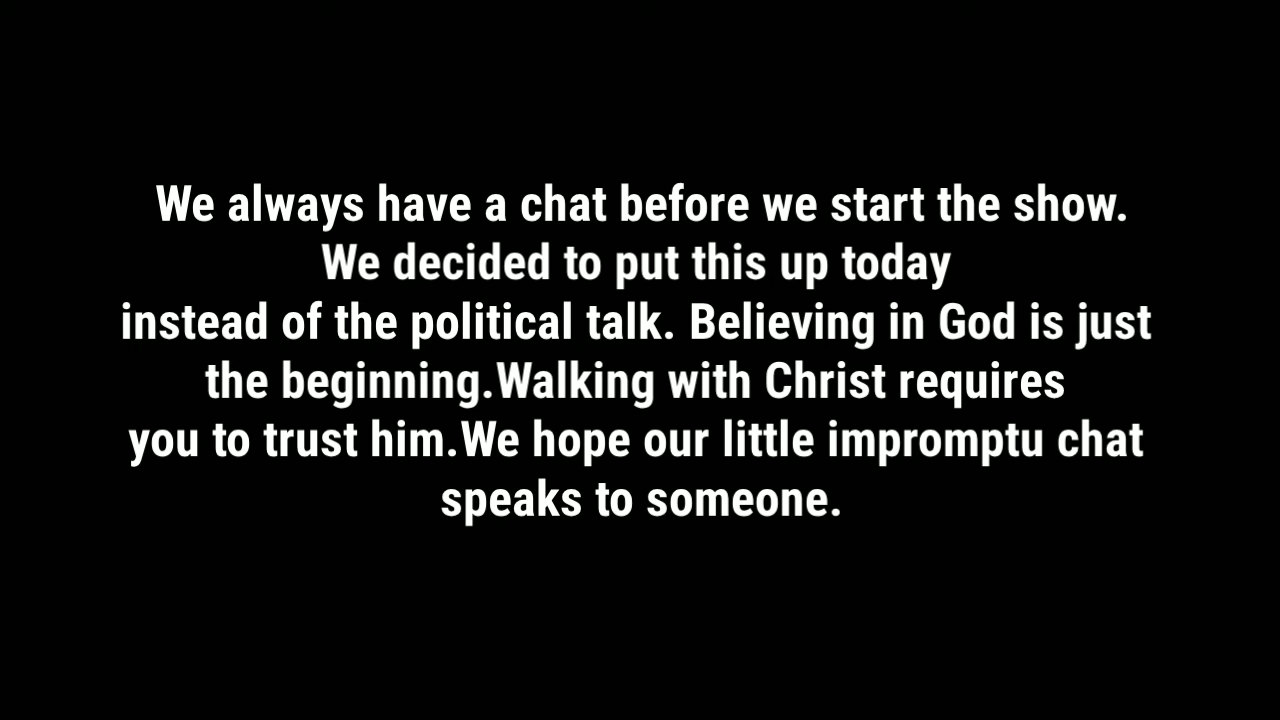 We always have a chat before we start the show.
We decided to put this up today
instead of the political talk. Believing in God is just
the beginning.Walking with Christ requires
you to trust him.We hope our little impromptu chat
speaks to someone.